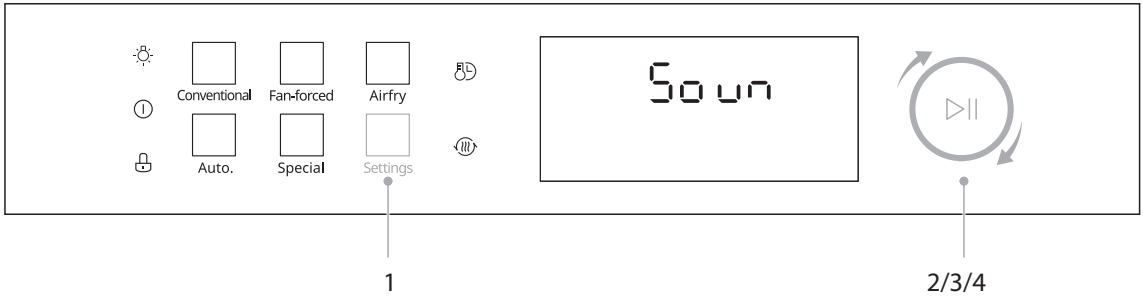 Conventional Fan-forced Airfry
Soun
Auto. Special Settings
1 2/3/4